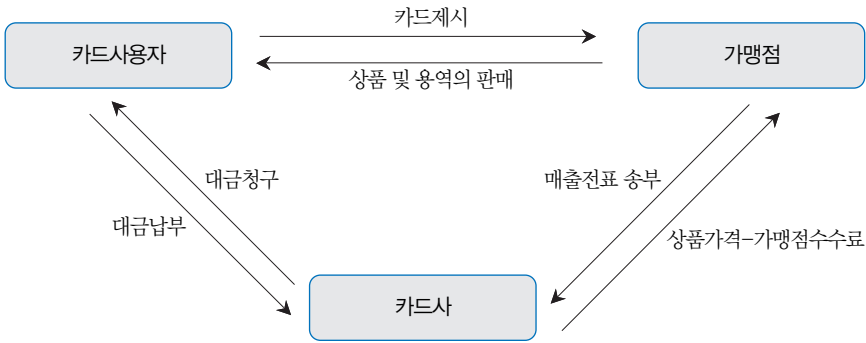 카드제시
카드사용자
가맹점
상품 및 용역의 판매
대금청구
매출전표 송부
대금납부
상품가격-가맹점수수료
카드사